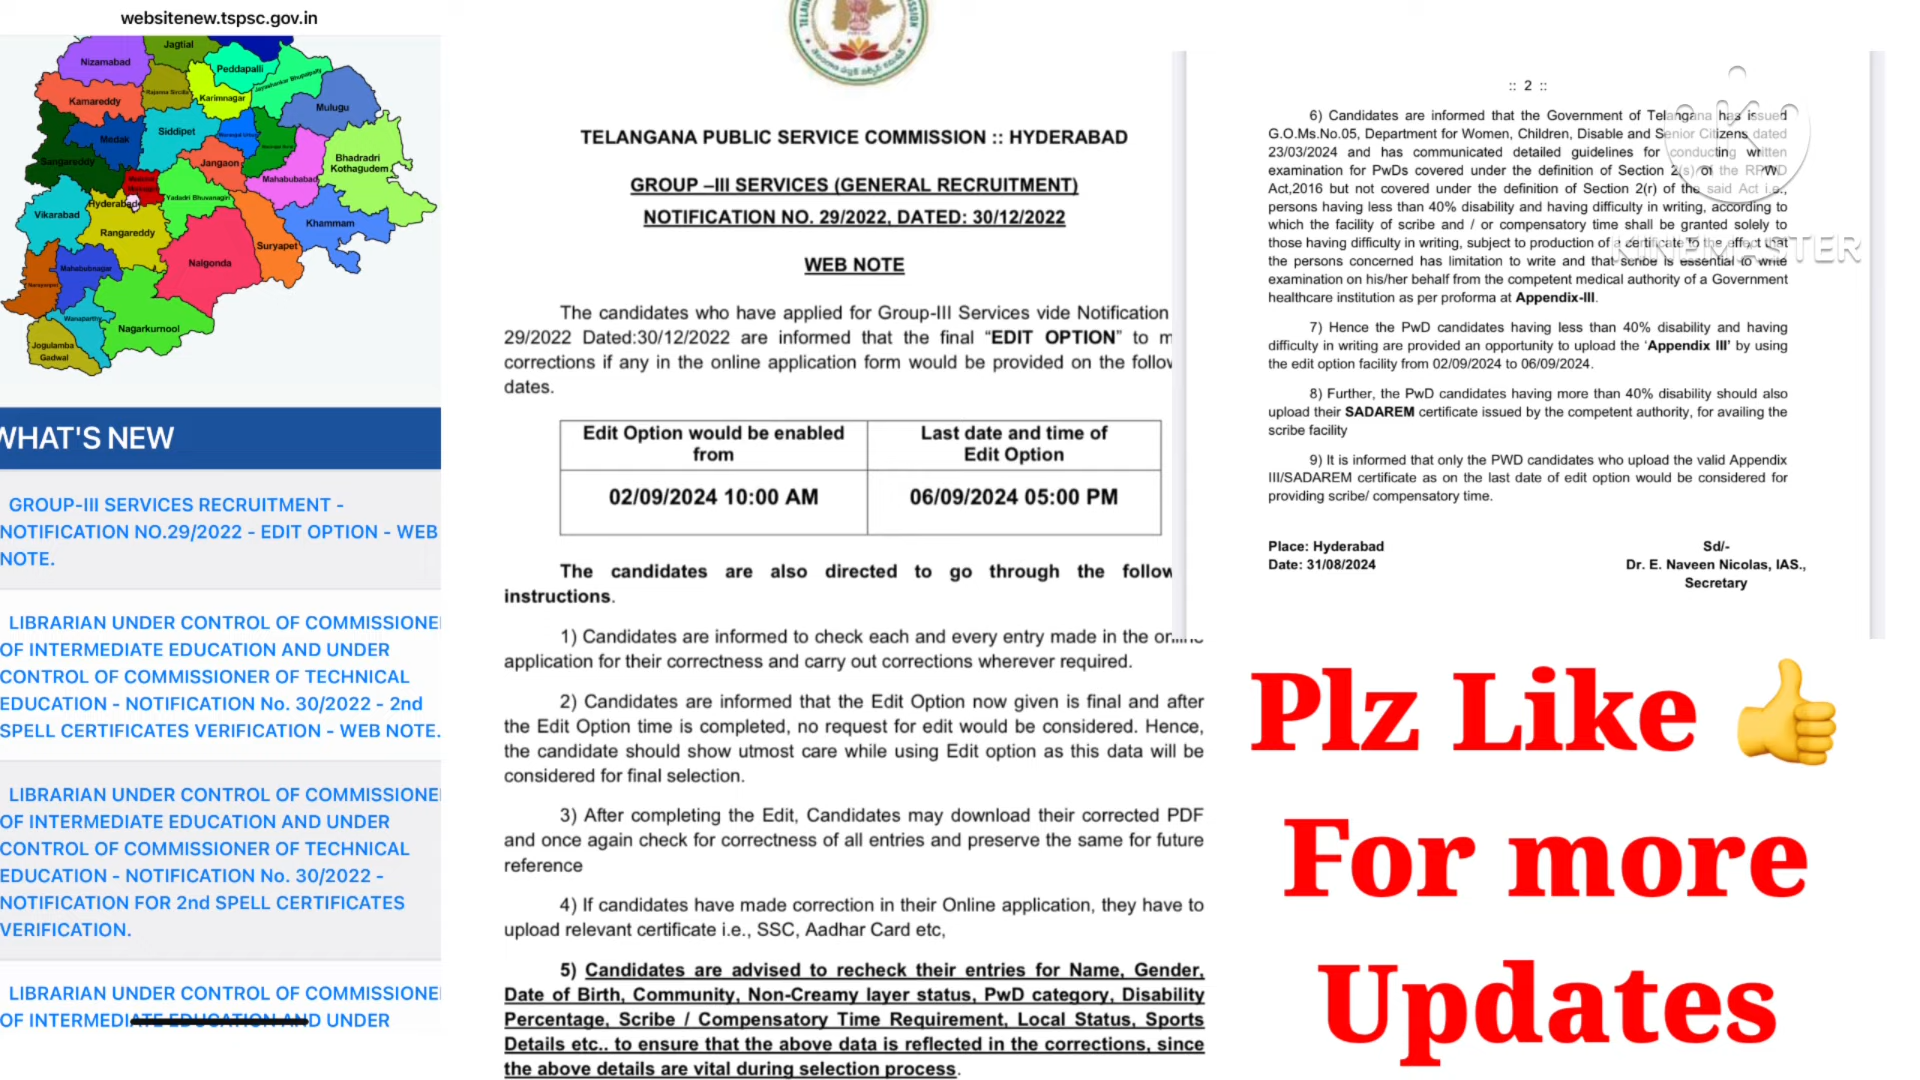 websitenew.tspsc.gov.in
Jagtial
Nizamabad
Peddapalli
Jayashankar Bhupalpally
Rajanna Sircilla
Karimnagar
Kamareddy
Mulugu
Siddipet
Medak
Sangareddy
Jangaon
Bhadradri
Kothagudem
Mahabubabad
Yadadri Bhuvanagiri
Hyderabad
Vikarabad
Khammam
Rangareddy
Suryapet
Nalgonda
Mahabubnagar
Narayanpet
Wanaparthy
Nagarkurnool
Jogulamba
Gadwal
WHAT'S NEW
GROUP-III SERVICES RECRUITMENT -
NOTIFICATION NO.29/2022 - EDIT OPTION - WEB
NOTE.
LIBRARIAN UNDER CONTROL OF COMMISSIONE
OF INTERMEDIATE EDUCATION AND UNDER
CONTROL OF COMMISSIONER OF TECHNICAL
EDUCATION - NOTIFICATION No. 30/2022 - 2nd
SPELL CERTIFICATES VERIFICATION - WEB NOTE.
LIBRARIAN UNDER CONTROL OF COMMISSIONE
OF INTERMEDIATE EDUCATION AND UNDER
CONTROL OF COMMISSIONER OF TECHNICAL
EDUCATION - NOTIFICATION No. 30/2022 -
NOTIFICATION FOR 2nd SPELL CERTIFICATES
VERIFICATION.
LIBRARIAN UNDER CONTROL OF COMMISSIONE
OF INTERMEDIATE EDUCATION AND UNDER
TELANGANA PUBLIC SERVICE COMMISSION :: HYDERABAD
GROUP –III SERVICES (GENERAL RECRUITMENT)
NOTIFICATION NO. 29/2022, DATED: 30/12/2022
WEB NOTE
The candidates who have applied for Group-III Services vide Notification
29/2022 Dated:30/12/2022 are informed that the final “EDIT OPTION” to m
corrections if any in the online application form would be provided on the follov
dates.
Edit Option would be enabled
from
Last date and time of
Edit Option
02/09/2024 10:00 AM
06/09/2024 05:00 PM
The candidates are also directed to go through the follow
instructions.
1) Candidates are informed to check each and every entry made in the online
application for their correctness and carry out corrections wherever required.
2) Candidates are informed that the Edit Option now given is final and after
the Edit Option time is completed, no request for edit would be considered. Hence,
the candidate should show utmost care while using Edit option as this data will be
considered for final selection.
3) After completing the Edit, Candidates may download their corrected PDF
and once again check for correctness of all entries and preserve the same for future
reference
4) If candidates have made correction in their Online application, they have to
upload relevant certificate i.e., SSC, Aadhar Card etc,
5) Candidates are advised to recheck their entries for Name, Gender,
Date of Birth, Community, Non-Creamy layer status, PwD category, Disability
Percentage, Scribe / Compensatory Time Requirement, Local Status, Sports
Details etc.. to ensure that the above data is reflected in the corrections, since
the above details are vital during selection process.
:: 2 ::
6) Candidates are informed that the Government of Telangana has issued
G.O.Ms.No.05, Department for Women, Children, Disable and Senior Citizens dated
23/03/2024 and has communicated detailed guidelines for conducting written
examination for PwDs covered under the definition of Section 2(s) of the RPWD
Act,2016 but not covered under the definition of Section 2(r) of the said Act i.e.,
persons having less than 40% disability and having difficulty in writing, according to
which the facility of scribe and / or compensatory time shall be granted solely to
those having difficulty in writing, subject to production of a certificate to the effect that
the persons concerned has limitation to write and that scribe is essential to write
examination on his/her behalf from the competent medical authority of a Government
healthcare institution as per proforma at Appendix-III.
7) Hence the PwD candidates having less than 40% disability and having
difficulty in writing are provided an opportunity to upload the ‘Appendix III’ by using
the edit option facility from 02/09/2024 to 06/09/2024.
8) Further, the PwD candidates having more than 40% disability should also
upload their SADAREM certificate issued by the competent authority, for availing the
scribe facility
9) It is informed that only the PWD candidates who upload the valid Appendix
III/SADAREM certificate as on the last date of edit option would be considered for
providing scribe/ compensatory time.
Place: Hyderabad
Date: 31/08/2024
Sd/-
Dr. E. Naveen Nicolas, IAS.,
Secretary
KINEMASTER
Plz Like
For more
Updates